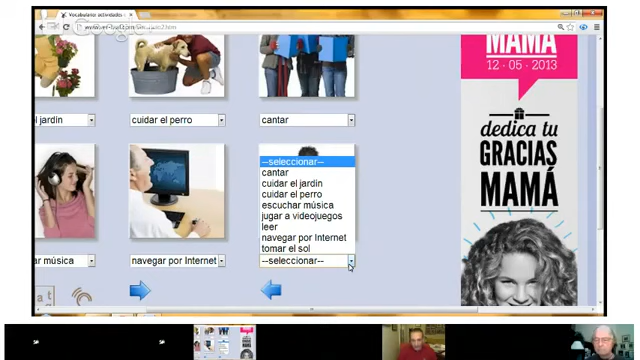 Vocabulario: actividades
Google
l jardín
cuidar el perro
cantar
--seleccionar--
cantar
cuidar el jardín
cuidar el perro
escuchar música
jugar a videojuegos
leer
navegar por Internet
tomar el sol
ar música
navegar por Internet
--seleccionar--
MAMÁ
12 · 05 · 2013
dedica tu
GRACIAS
MAMÁ